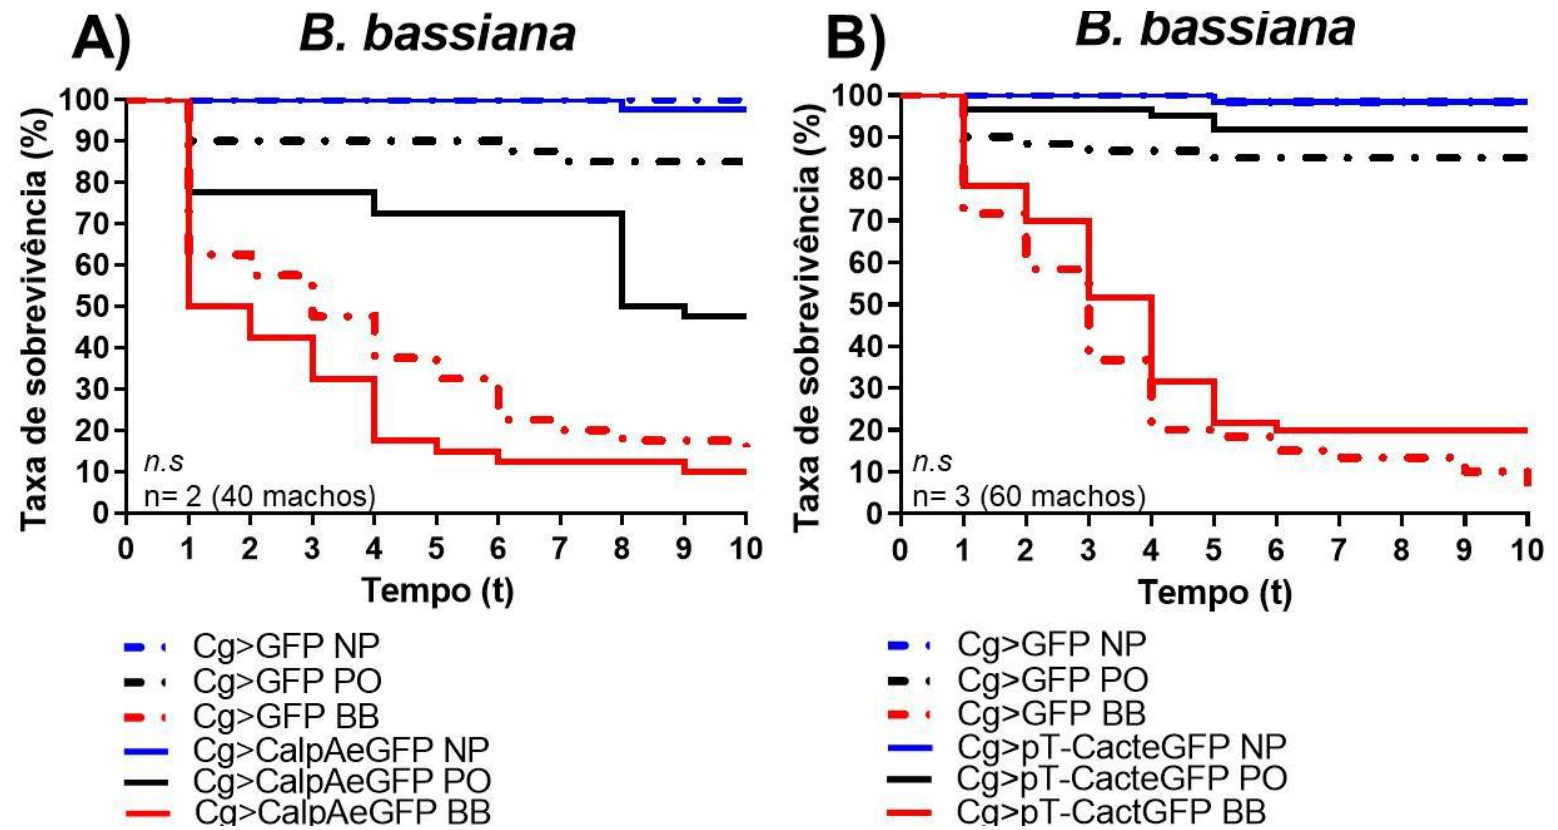 A) B. bassiana
Taxa de sobrevivência (%)
100
90
80
70
60
50
40
30
20
10
0
n.s
n= 2 (40 machos)
0 1 2 3 4 5 6 7 8 9 10
Tempo (t)
Cg>GFP NP
Cg>GFP PO
Cg>GFP BB
Cg>CalpAeGFP NP
Cg>CalpAeGFP PO
Cg>CalpAeGFP BB
B) B. bassiana
Taxa de sobrevivência (%)
100
90
80
70
60
50
40
30
20
10
0
n.s
n= 3 (60 machos)
0 1 2 3 4 5 6 7 8 9 10
Tempo (t)
Cg>GFP NP
Cg>GFP PO
Cg>GFP BB
Cg>pT-CacteGFP NP
Cg>pT-CacteGFP PO
Cg>pT-CactGFP BB